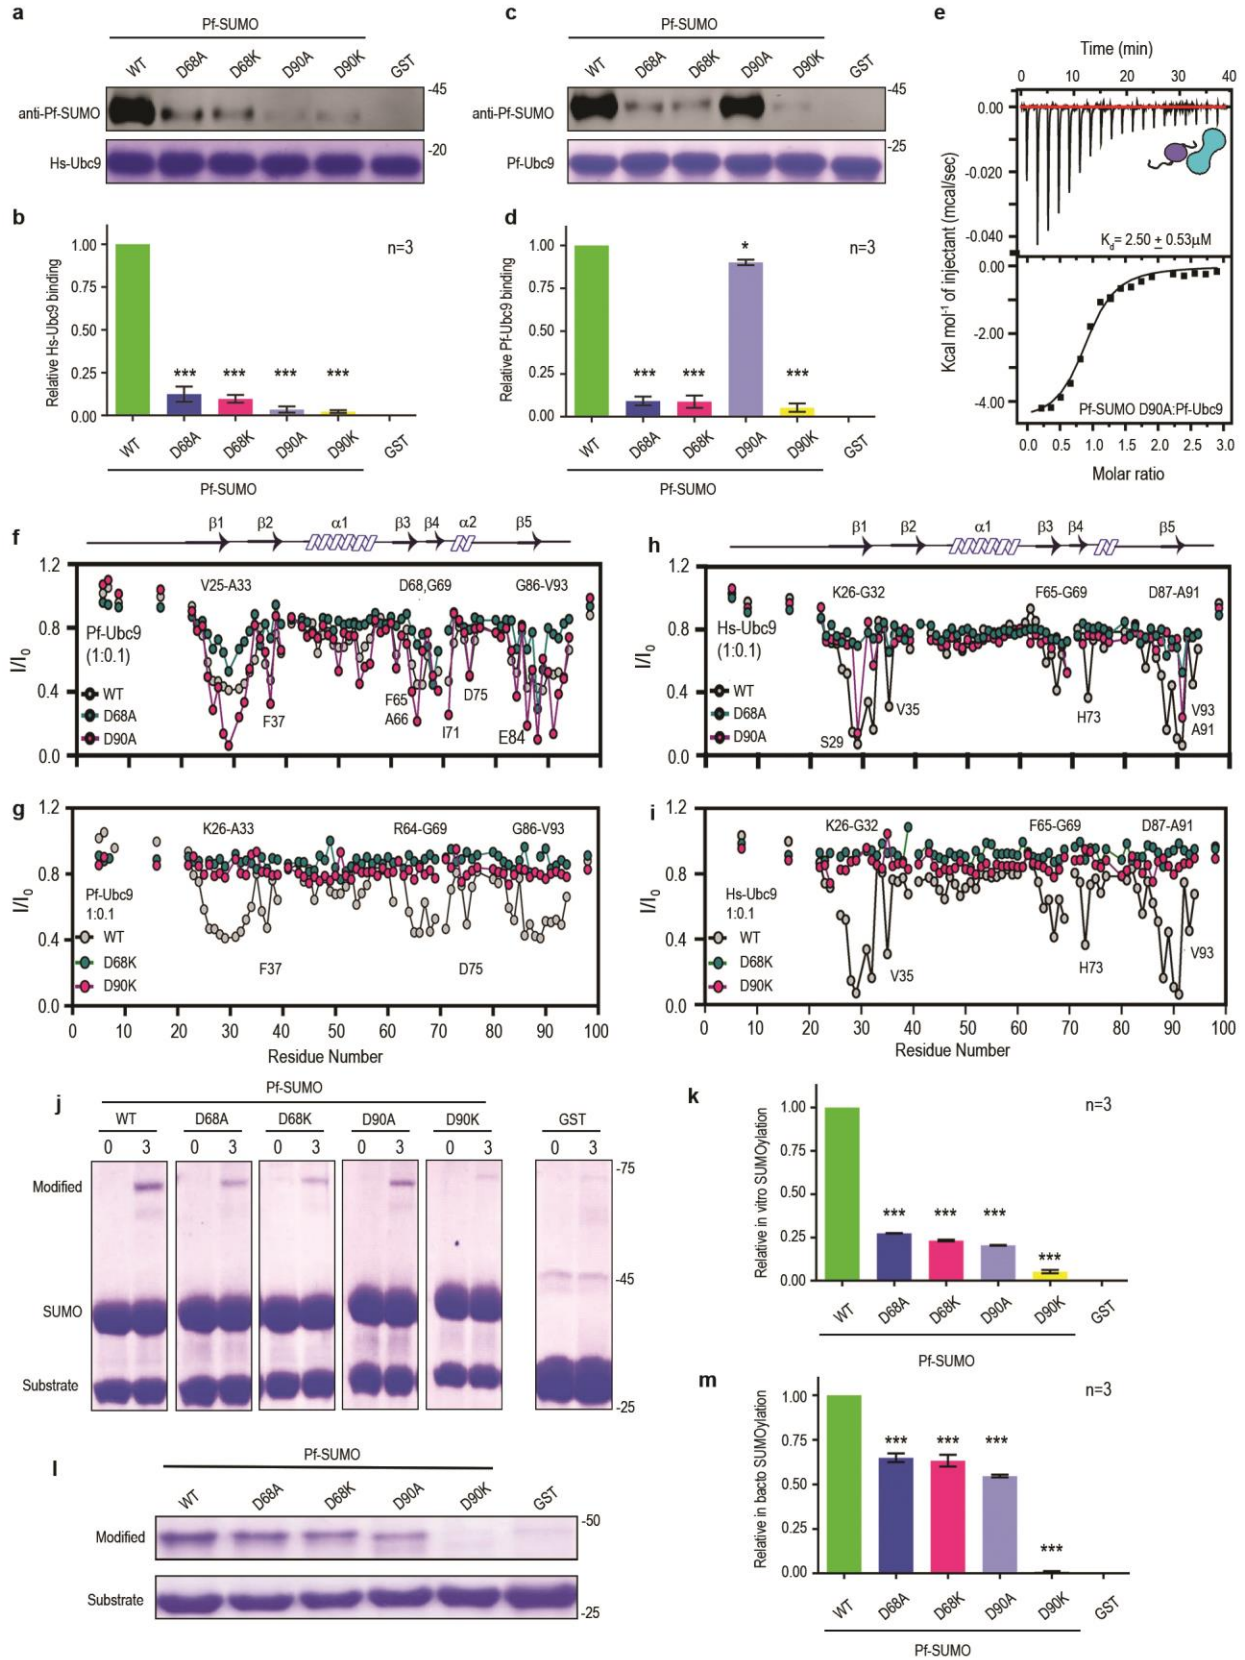 a
Pf-SUMO
WT D68A D68K D90A D90K GST
anti-Pf-SUMO
-45
Hs-Ubc9
-20
b
Relative Hs-Ubc9 binding
1.00
0.75
0.50
0.25
0.00
n=3
*** *** *** ***
WT D68A D68K D90A D90K GST
Pf-SUMO
c
Pf-SUMO
WT D68A D68K D90A D90K GST
anti-Pf-SUMO
-45
Pf-Ubc9
-25
d
Relative Pf-Ubc9 binding
1.00
0.75
0.50
0.25
0.00
n=3
*** *** * ***
WT D68A D68K D90A D90K GST
Pf-SUMO
e
Time (min)
0 10 20 30 40
0.00
-0.020
-0.040
K_d= 2.50 ± 0.53µM
Kcal mol⁻¹ of injectant (mcal/sec)
0.00
-2.00
-4.00
Pf-SUMO D90A:Pf-Ubc9
0.0 0.5 1.0 1.5 2.0 2.5 3.0
Molar ratio
f
β1 β2 α1 β3 β4 α2 β5
1.2
0.8
0.4
0.0
I/I₀
V25-A33 D68,G69 G86-V93
Pf-Ubc9
(1:0.1)
WT
D68A
D90A
F37
F65
A66
I71
D75
E84
g
1.2
0.8
0.4
0.0
I/I₀
K26-A33 R64-G69 G86-V93
Pf-Ubc9
1:0.1
WT
D68K
D90K
F37
D75
0 10 20 30 40 50 60 70 80 90 100
Residue Number
h
β1 β2 α1 β3 β4 β5
1.2
0.8
0.4
0.0
I/I₀
K26-G32 F65-G69 D87-A91
Hs-Ubc9
(1:0.1)
WT
D68A
D90A
S29
V35
H73
V93
A91
i
1.2
0.8
0.4
0.0
I/I₀
K26-G32 F65-G69 D87-A91
Hs-Ubc9
1:0.1
WT
D68K
D90K
V35
H73
V93
0 10 20 30 40 50 60 70 80 90 100
Residue Number
j
Pf-SUMO
WT D68A D68K D90A D90K GST
0 3 0 3 0 3 0 3 0 3 0 3
Modified
SUMO
Substrate
-75
-45
-25
k
Relative in vitro SUMOylation
1.00
0.75
0.50
0.25
0.00
n=3
*** *** *** ***
WT D68A D68K D90A D90K GST
Pf-SUMO
l
Pf-SUMO
WT D68A D68K D90A D90K GST
Modified
-50
Substrate
-25
m
Relative in bacto SUMOylation
1.00
0.75
0.50
0.25
0.00
n=3
*** *** *** ***
WT D68A D68K D90A D90K GST
Pf-SUMO